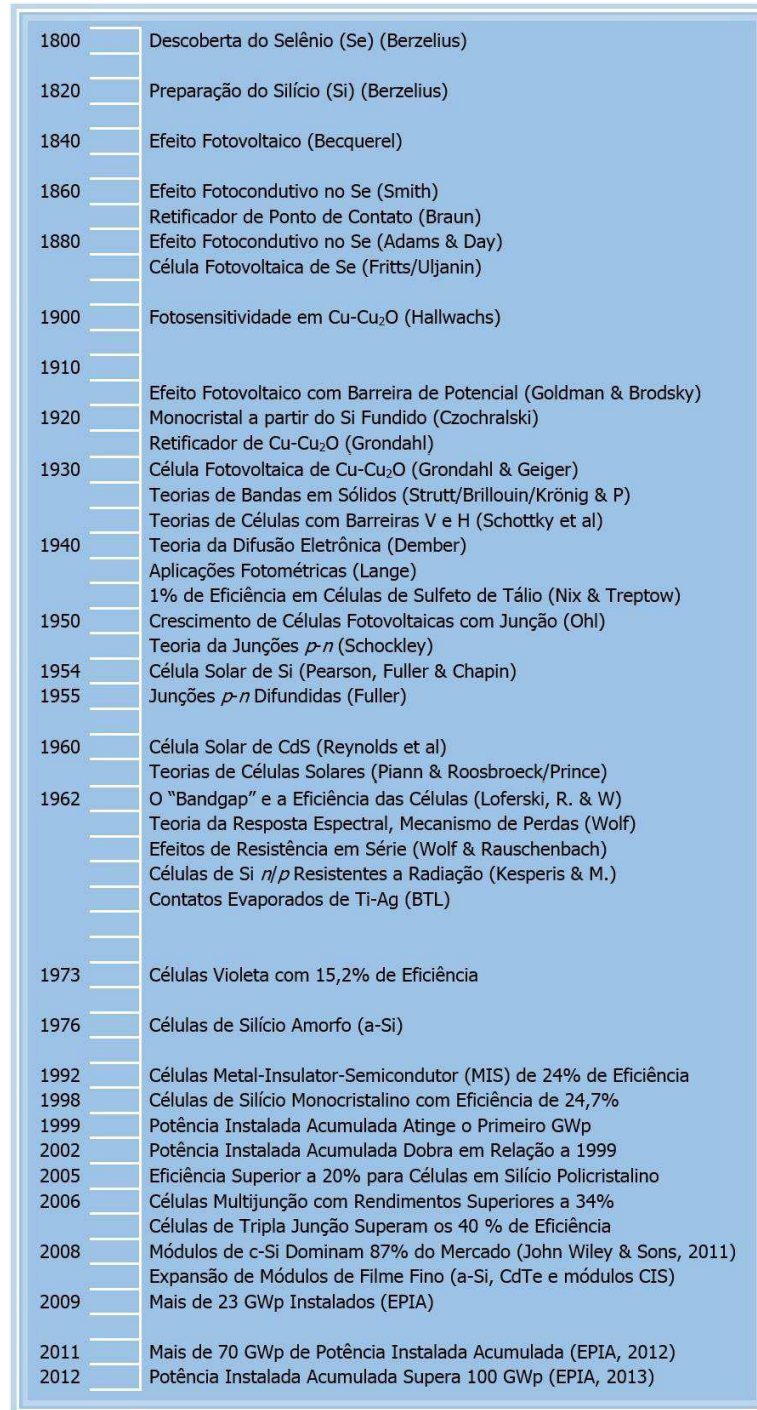 1800 Descoberta do Selênio (Se) (Berzelius)
1820 Preparação do Silício (Si) (Berzelius)
1840 Efeito Fotovoltaico (Becquerel)
1860 Efeito Fotocondutivo no Se (Smith)
Retificador de Ponto de Contato (Braun)
1880 Efeito Fotocondutivo no Se (Adams & Day)
Célula Fotovoltaica de Se (Fritts/Uljanin)
1900 Fotosensitividade em Cu-Cu₂O (Hallwachs)
1910
Efeito Fotovoltaico com Barreira de Potencial (Goldman & Brodsky)
1920 Monocristal a partir do Si Fundido (Czochralski)
Retificador de Cu-Cu₂O (Grondahl)
1930 Célula Fotovoltaica de Cu-Cu₂O (Grondahl & Geiger)
Teorias de Bandas em Sólidos (Strutt/Brillouin/Krönig & P)
Teorias de Células com Barreiras V e H (Schottky et al)
1940 Teoria da Difusão Eletrônica (Dember)
Aplicações Fotométricas (Lange)
1% de Eficiência em Células de Sulfeto de Tálio (Nix & Treptow)
1950 Crescimento de Células Fotovoltaicas com Junção (Ohl)
Teoria da Junções p-n (Schockley)
1954 Célula Solar de Si (Pearson, Fuller & Chapin)
1955 Junções p-n Difundidas (Fuller)
1960 Célula Solar de CdS (Reynolds et al)
Teorias de Células Solares (Piann & Roosbroeck/Prince)
1962 O “Bandgap” e a Eficiência das Células (Loferski, R. & W)
Teoria da Resposta Espectral, Mecanismo de Perdas (Wolf)
Efeitos de Resistência em Série (Wolf & Rauschenbach)
Células de Si n/p Resistentes a Radiação (Kesperis & M.)
Contatos Evaporados de Ti-Ag (BTL)
1973 Células Violeta com 15,2% de Eficiência
1976 Células de Silício Amorfo (a-Si)
1992 Células Metal-Insulator-Semicondutor (MIS) de 24% de Eficiência
1998 Células de Silício Monocristalino com Eficiência de 24,7%
1999 Potência Instalada Acumulada Atinge o Primeiro GWp
2002 Potência Instalada Acumulada Dobra em Relação a 1999
2005 Eficiência Superior a 20% para Células em Silício Policristalino
2006 Células Multijunção com Rendimentos Superiores a 34%
Células de Tripla Junção Superam os 40 % de Eficiência
2008 Módulos de c-Si Dominam 87% do Mercado (John Wiley & Sons, 2011)
Expansão de Módulos de Filme Fino (a-Si, CdTe e módulos CIS)
2009 Mais de 23 GWp Instalados (EPIA)
2011 Mais de 70 GWp de Potência Instalada Acumulada (EPIA, 2012)
2012 Potência Instalada Acumulada Supera 100 GWp (EPIA, 2013)